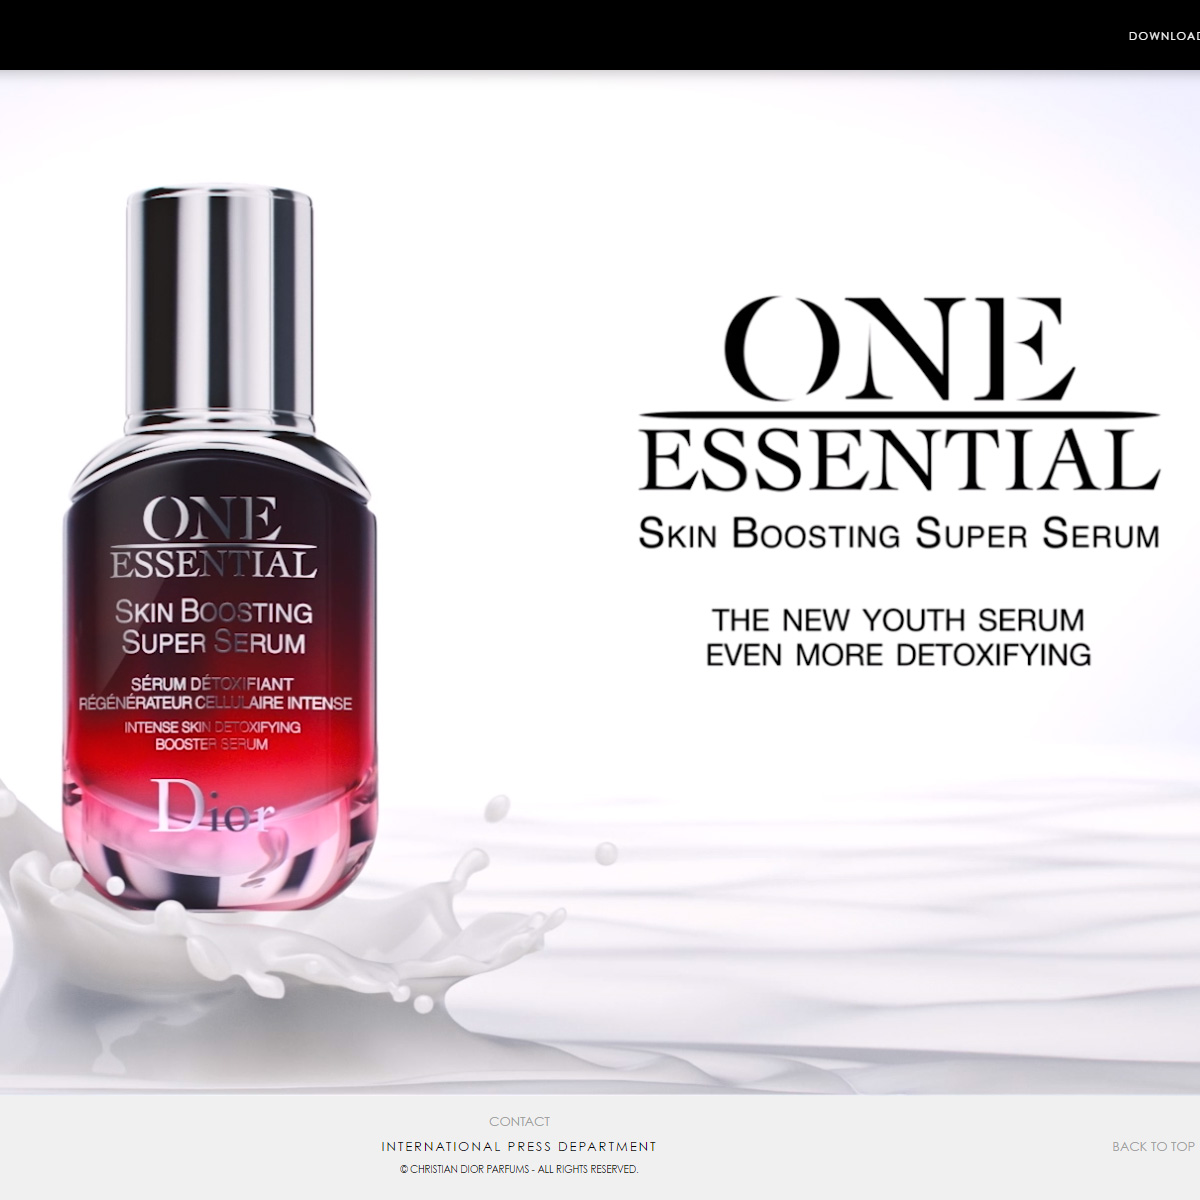 DOWNLOAD
ONE
ESSENTIAL
SKIN BOOSTING SUPER SERUM
THE NEW YOUTH SERUM
EVEN MORE DETOXIFYING
ONE
ESSENTIAL
SKIN BOOSTING
SUPER SERUM
SÉRUM DÉTOXIFIANT
RÉGÉNÉRATEUR CELLULAIRE INTENSE
INTENSE SKIN DETOXIFYING
BOOSTER SERUM
Dior
CONTACT
INTERNATIONAL PRESS DEPARTMENT
© CHRISTIAN DIOR PARFUMS - ALL RIGHTS RESERVED.
BACK TO TOP